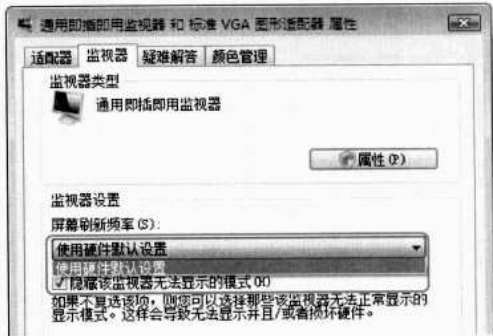 通用即插即用监视器 和 标准 VGA 图形适配器 属性
适配器 监视器 疑难解答 颜色管理
监视器类型
通用即插即用监视器
属性(P)
监视器设置
屏幕刷新频率(S):
使用硬件默认设置
使用硬件默认设置
隐藏该监视器无法显示的模式(H)
如果不复选该项，则您可以选择那些该监视器无法正常显示的
显示模式。这样会导致无法显示并且/或者损坏硬件。